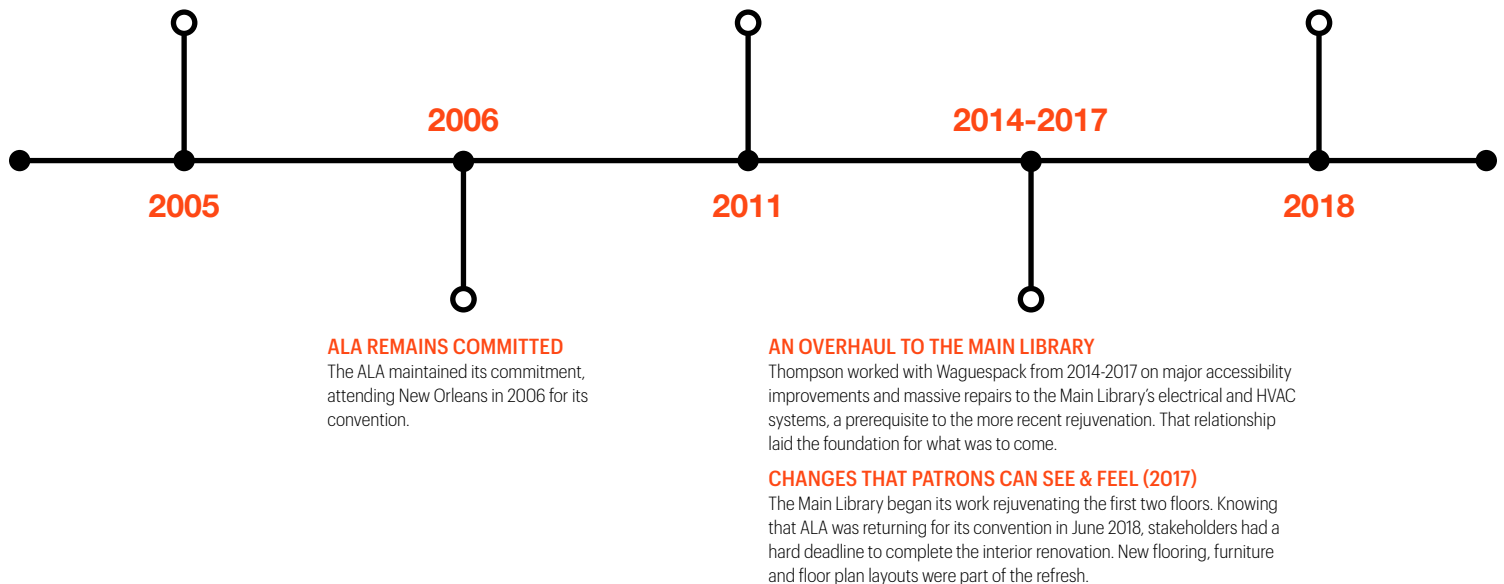 2006
2014-2017
2005
2011
2018
ALA REMAINS COMMITTED
The ALA maintained its commitment,
attending New Orleans in 2006 for its
convention.
AN OVERHAUL TO THE MAIN LIBRARY
Thompson worked with Waguespack from 2014-2017 on major accessibility
improvements and massive repairs to the Main Library’s electrical and HVAC
systems, a prerequisite to the more recent rejuvenation. That relationship
laid the foundation for what was to come.
CHANGES THAT PATRONS CAN SEE & FEEL (2017)
The Main Library began its work rejuvenating the first two floors. Knowing
that ALA was returning for its convention in June 2018, stakeholders had a
hard deadline to complete the interior renovation. New flooring, furniture
and floor plan layouts were part of the refresh.